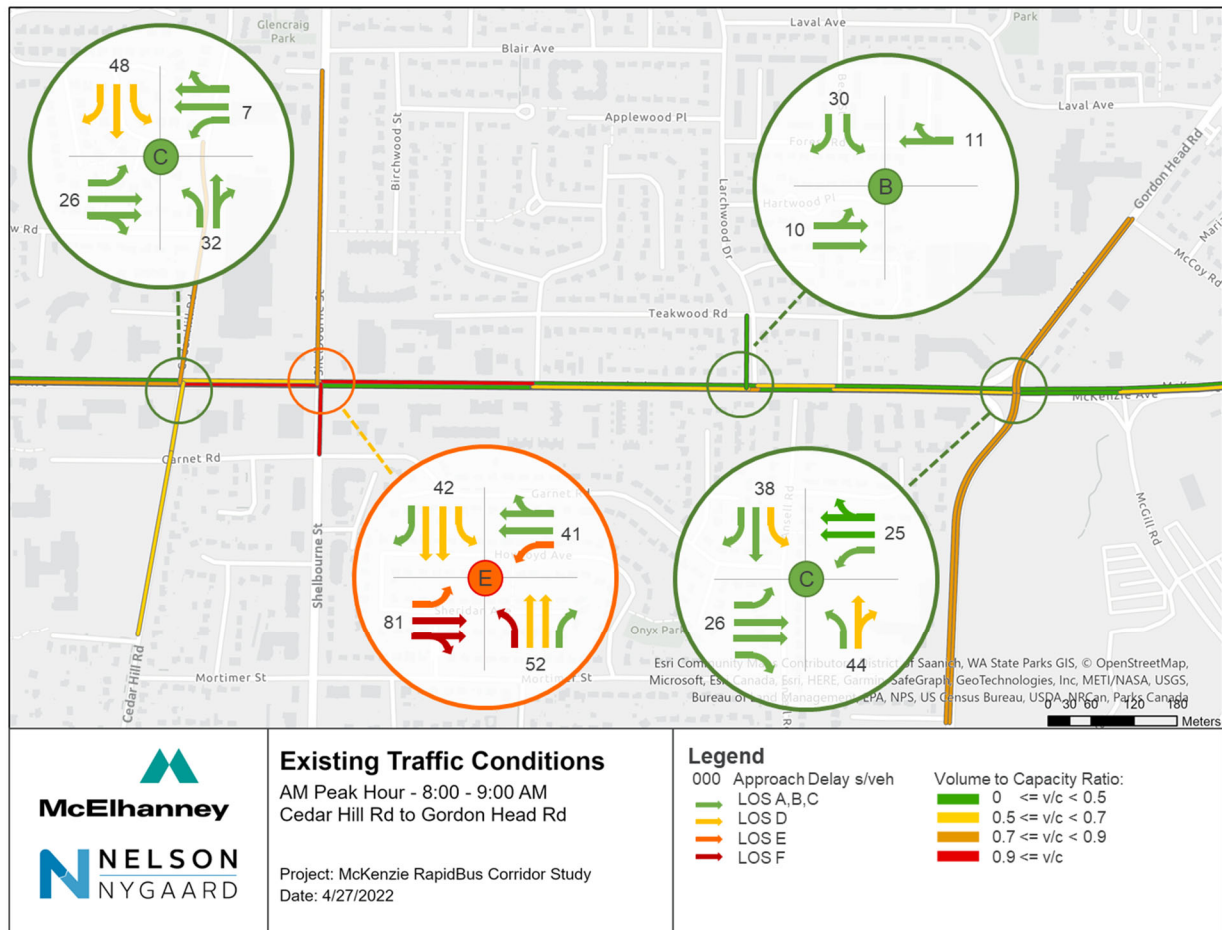 Glencraig
Park
Laval Ave
Park
Blair Ave
48
7
C
26
32
Birchwood St
Applewood Pl
30
11
B
10
Larchwood Dr
Hartwood Pl
Laval Ave
Gordon Head Rd
McCoy Rd
Teakwood Rd
McKenzie Ave
Garnet Rd
Cedar Hill Rd
Shelbourne St
Mortimer St
42
41
E
81
52
Garnet Rd
Mortimer St
Onyx Park
38
25
C
26
44
McGill Rd
Esri Community Maps Contributors, District of Saanich, WA State Parks GIS, © OpenStreetMap,
Microsoft, Esri Canada, Esri, HERE, Garmin, SafeGraph, GeoTechnologies, Inc, METI/NASA, USGS,
Bureau of Land Management, EPA, NPS, US Census Bureau, USDA, NRCan, Parks Canada
0 30 60 120 180
Meters
McElhanney
NELSON
NYGAARD
Existing Traffic Conditions
AM Peak Hour - 8:00 - 9:00 AM
Cedar Hill Rd to Gordon Head Rd
Project: McKenzie RapidBus Corridor Study
Date: 4/27/2022
Legend
000 Approach Delay s/veh
LOS A,B,C
LOS D
LOS E
LOS F
Volume to Capacity Ratio:
0 <= v/c < 0.5
0.5 <= v/c < 0.7
0.7 <= v/c < 0.9
0.9 <= v/c